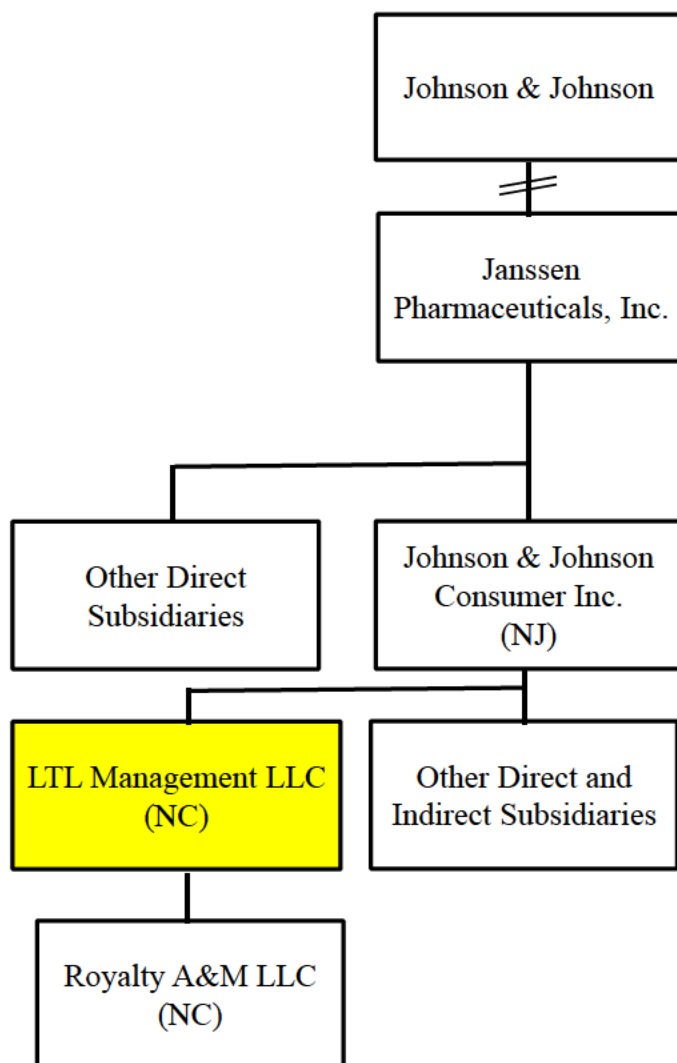 Johnson & Johnson
Janssen
Pharmaceuticals, Inc.
Other Direct
Subsidiaries
Johnson & Johnson
Consumer Inc.
(NJ)
LTL Management LLC
(NC)
Other Direct and
Indirect Subsidiaries
Royalty A&M LLC
(NC)